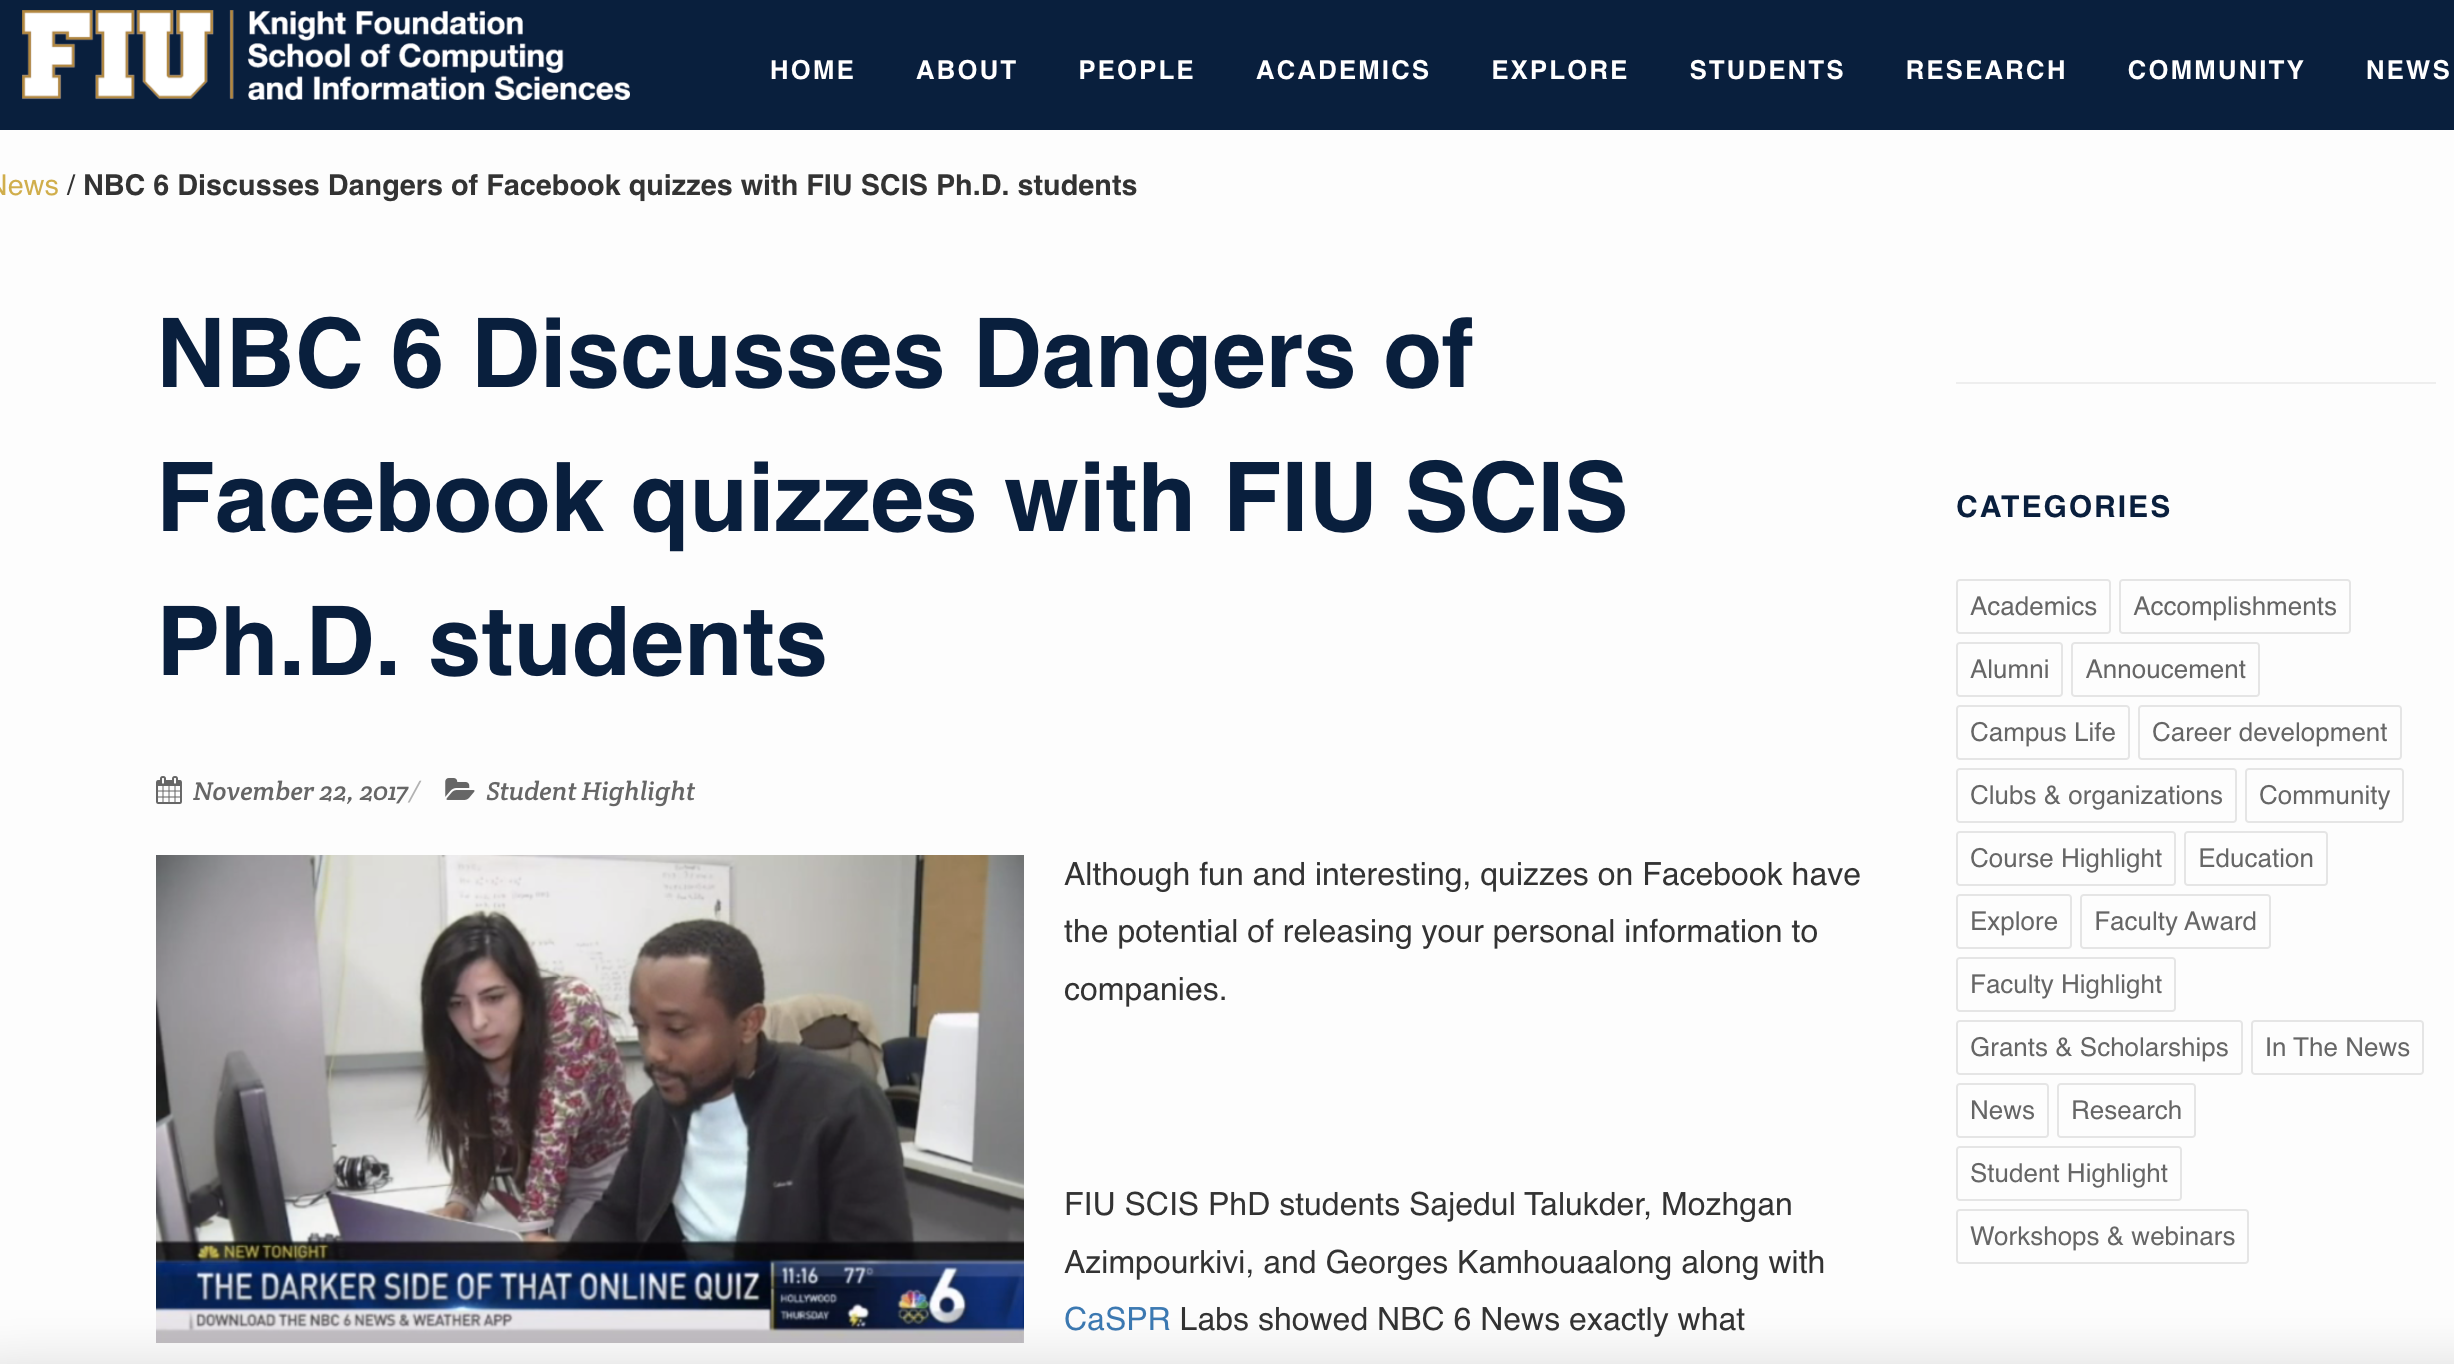 FIU
Knight Foundation
School of Computing
and Information Sciences
HOME ABOUT PEOPLE ACADEMICS EXPLORE STUDENTS RESEARCH COMMUNITY NEWS
News / NBC 6 Discusses Dangers of Facebook quizzes with FIU SCIS Ph.D. students
NBC 6 Discusses Dangers of
Facebook quizzes with FIU SCIS
Ph.D. students
November 22, 2017/ Student Highlight
Although fun and interesting, quizzes on Facebook have
the potential of releasing your personal information to
companies.
FIU SCIS PhD students Sajedul Talukder, Mozhgan
Azimpourkivi, and Georges Kamhouaalong along with
CaSPR Labs showed NBC 6 News exactly what
NEW TONIGHT
THE DARKER SIDE OF THAT ONLINE QUIZ
DOWNLOAD THE NBC 6 NEWS & WEATHER APP
11:16 77°
HOLLYWOOD
THURSDAY
6
CATEGORIES
Academics Accomplishments
Alumni Annoucement
Campus Life Career development
Clubs & organizations Community
Course Highlight Education
Explore Faculty Award
Faculty Highlight
Grants & Scholarships In The News
News Research
Student Highlight
Workshops & webinars